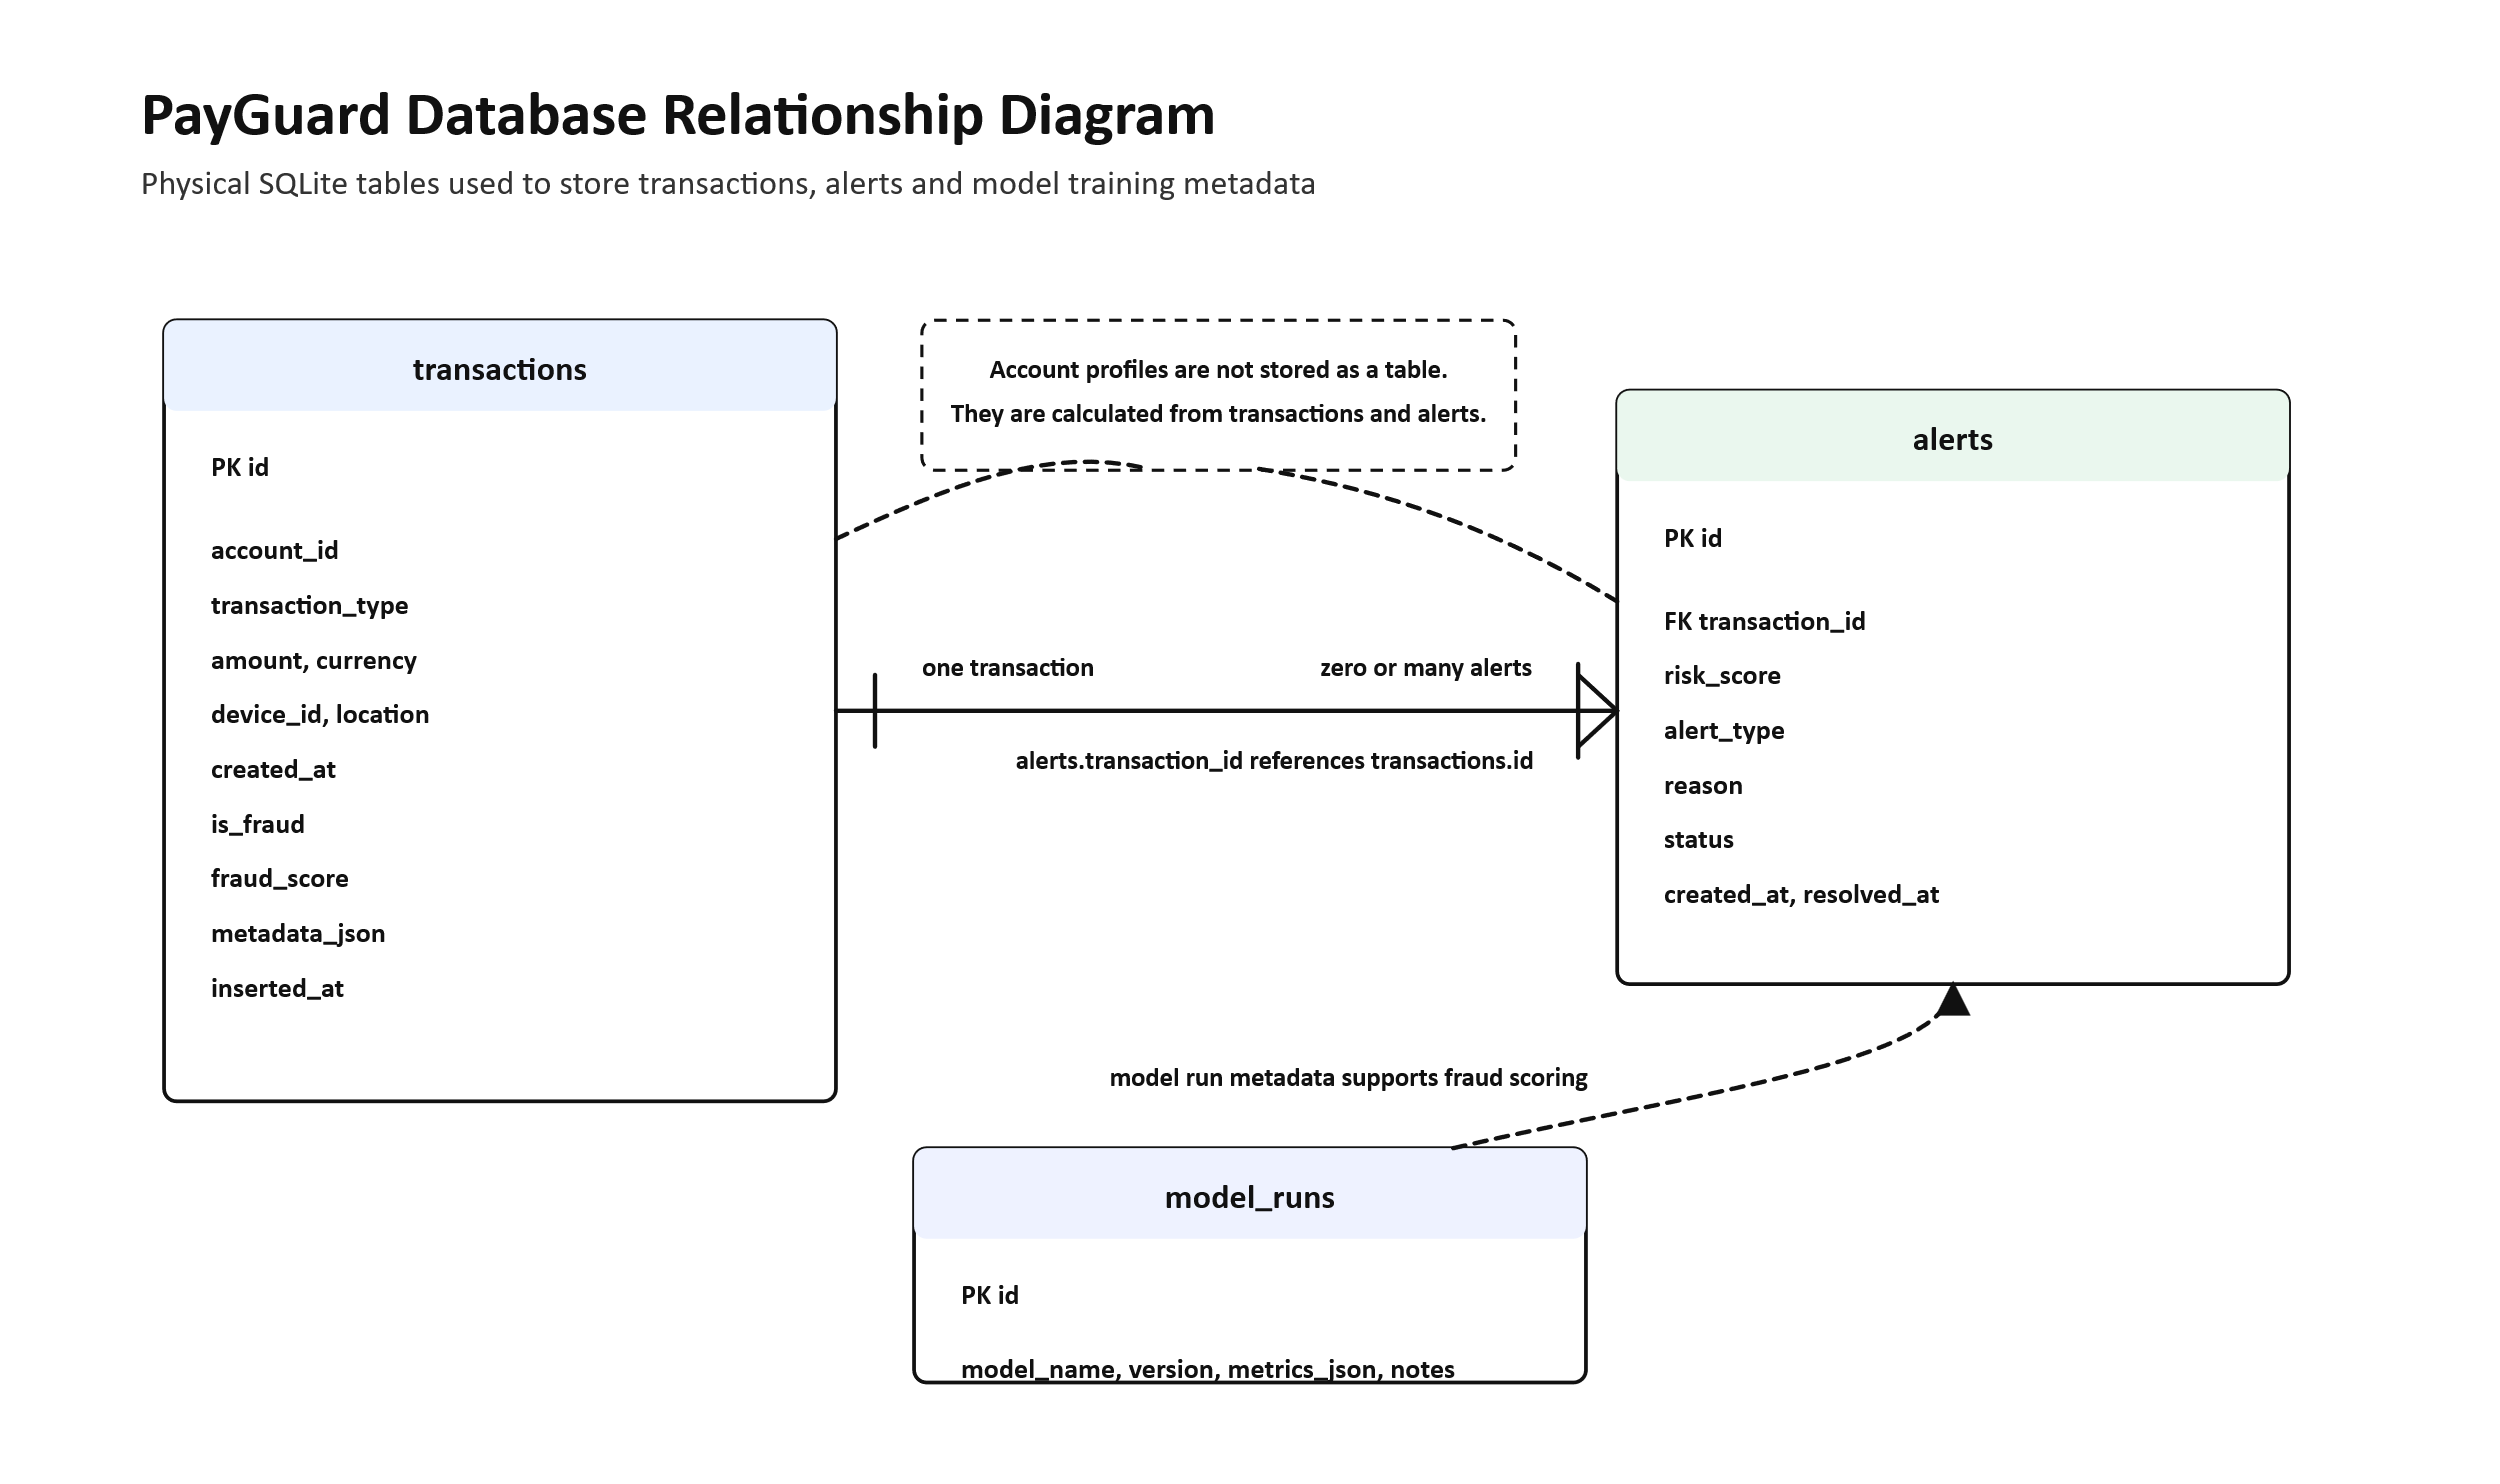 PayGuard Database Relationship Diagram
Physical SQLite tables used to store transactions, alerts and model training metadata
transactions
PK id
account_id
transaction_type
amount, currency
device_id, location
created_at
is_fraud
fraud_score
metadata_json
inserted_at
Account profiles are not stored as a table.
They are calculated from transactions and alerts.
one transaction
zero or many alerts
alerts.transaction_id references transactions.id
alerts
PK id
FK transaction_id
risk_score
alert_type
reason
status
created_at, resolved_at
model run metadata supports fraud scoring
model_runs
PK id
model_name, version, metrics_json, notes